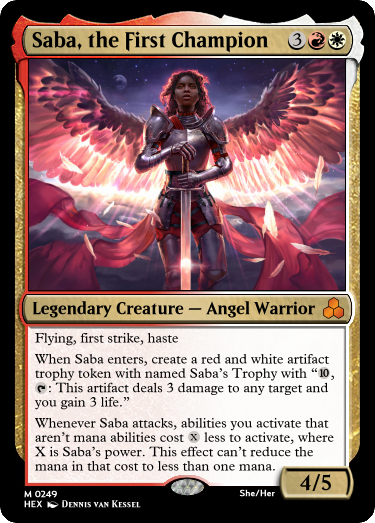 Saba, the First Champion 3
Legendary Creature — Angel Warrior
Flying, first strike, haste
When Saba enters, create a red and white artifact
trophy token with named Saba's Trophy with “10,
: This artifact deals 3 damage to any target and
you gain 3 life.”
Whenever Saba attacks, abilities you activate that
aren't mana abilities cost X less to activate, where
X is Saba's power. This effect can't reduce the
mana in that cost to less than one mana.
4/5
M 0249 She/Her
HEX Dennis van Kessel